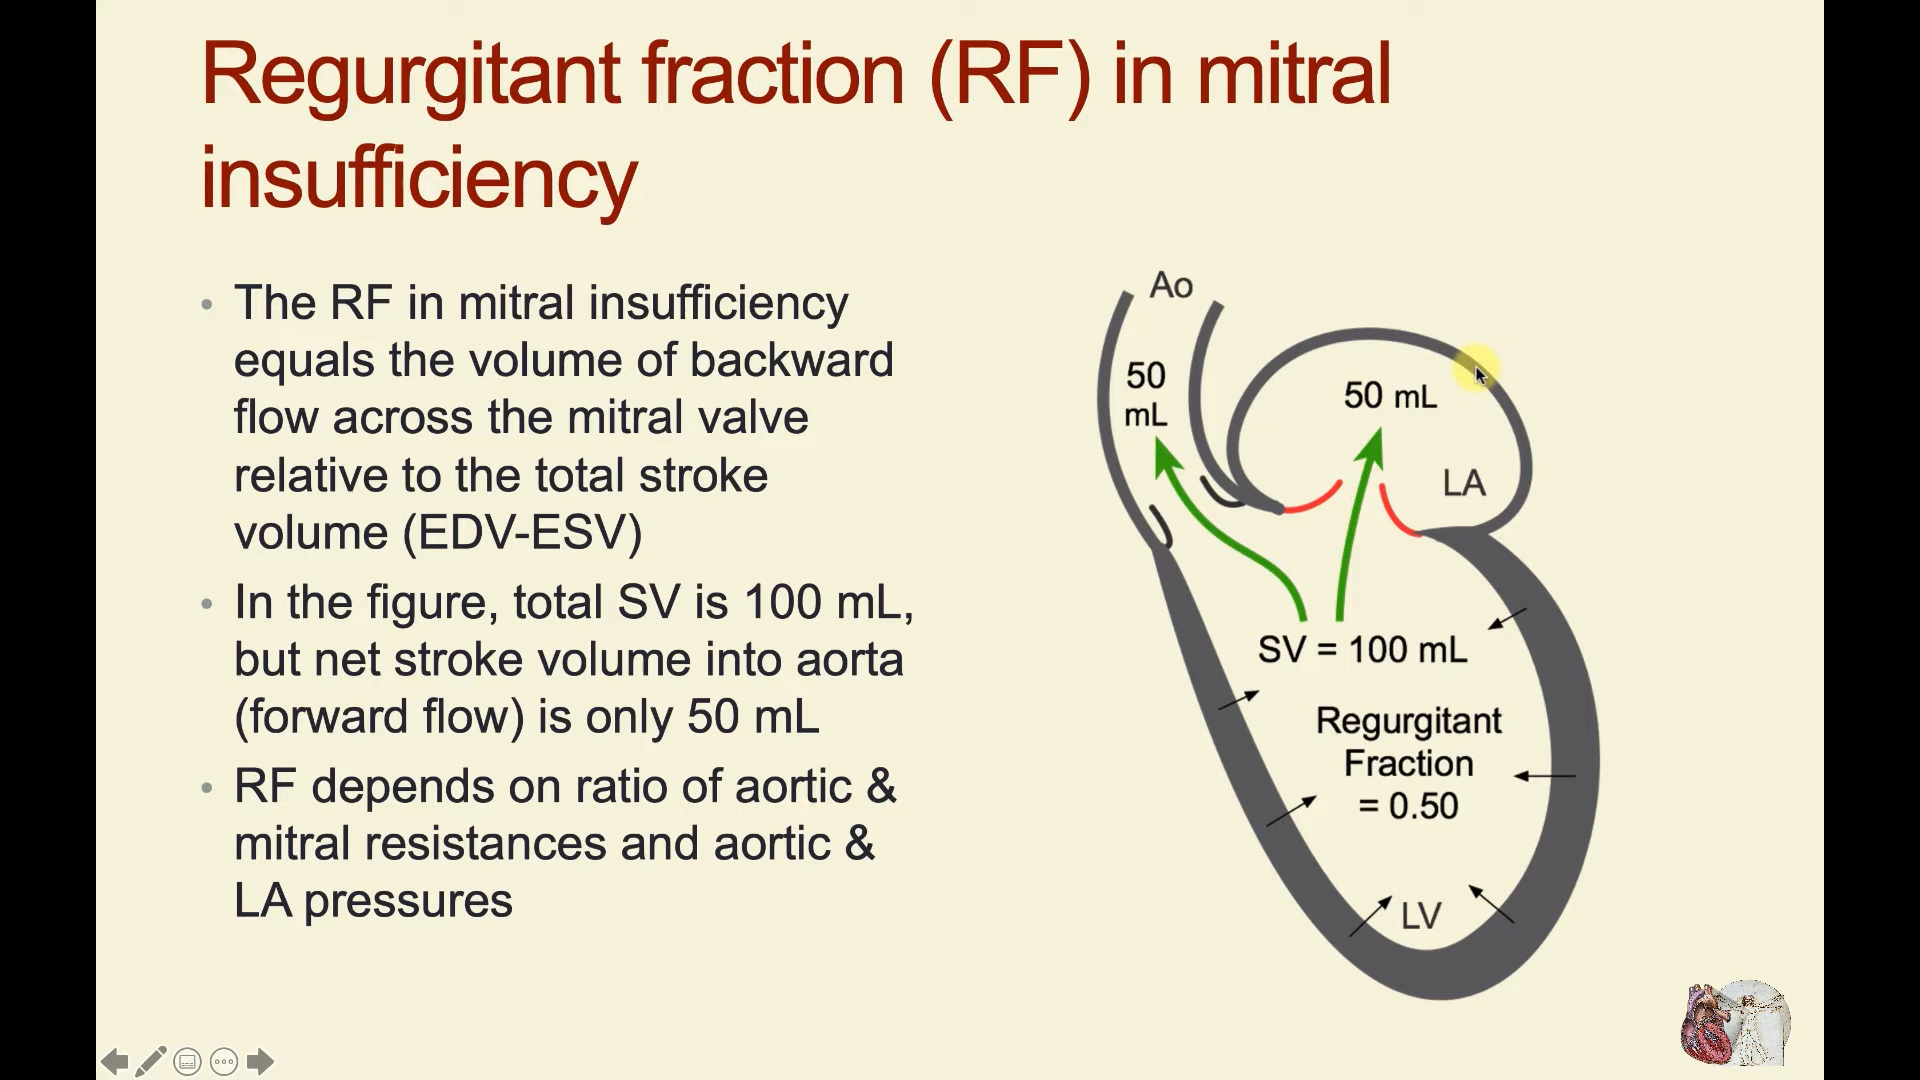 Regurgitant fraction (RF) in mitral
insufficiency
• The RF in mitral insufficiency
equals the volume of backward
flow across the mitral valve
relative to the total stroke
volume (EDV-ESV)
• In the figure, total SV is 100 mL,
but net stroke volume into aorta
(forward flow) is only 50 mL
• RF depends on ratio of aortic &
mitral resistances and aortic &
LA pressures
Ao
50
mL
50 mL
LA
SV = 100 mL
Regurgitant
Fraction
= 0.50
LV